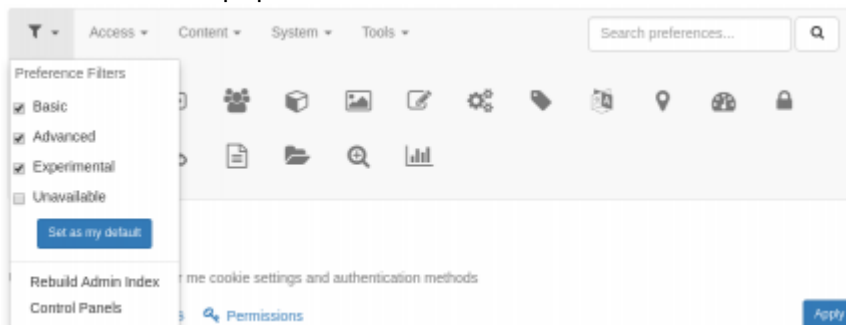 Access Content System Tools Search preferences...
Preference Filters
Basic
Advanced
Experimental
Unavailable
Set as my default
Rebuild Admin Index
r me cookie settings and authentication methods
Control Panels
s Permissions Apply